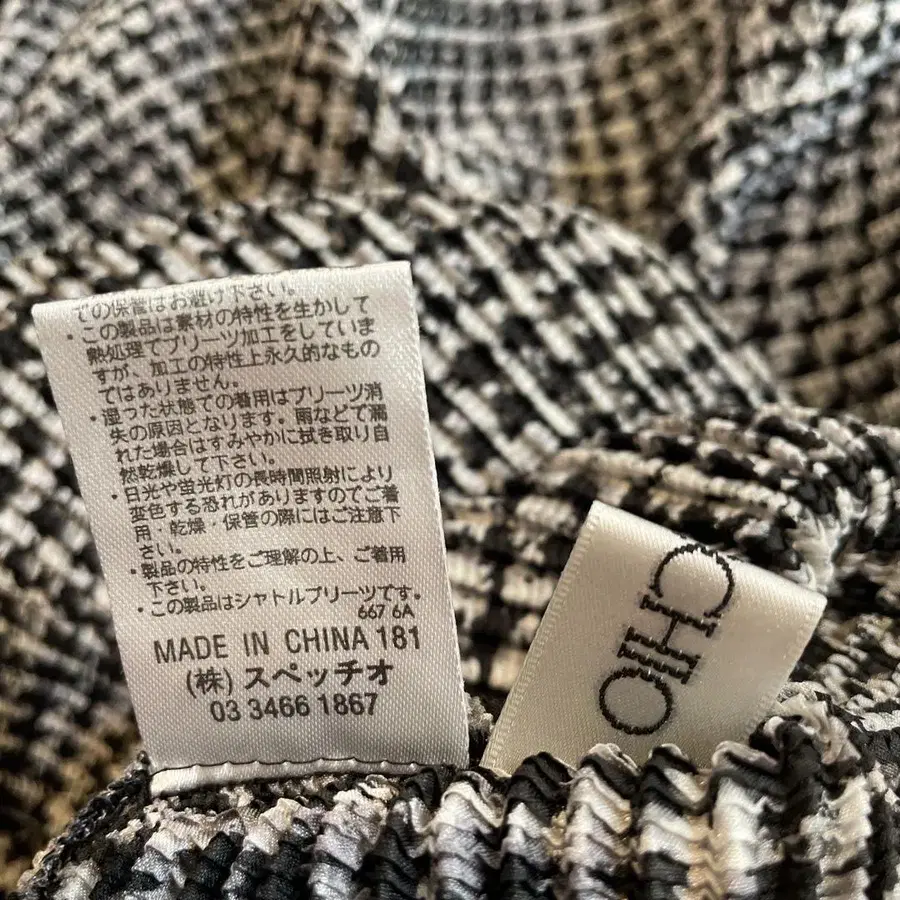 での保管はお避け下さい。
・この製品は素材の特性を生かして
熱処理でプリーツ加工をしていま
すが、加工の特性上永久的なもの
ではありません。
・湿った状態での着用はプリーツ消
失の原因となります。雨などで濡
れた場合はすみやかに拭き取り自
然乾燥して下さい。
・日光や蛍光灯の長時間照射により
変色する恐れがありますのでご着
用・乾燥・保管の際にはご注意下
さい。
・製品の特性をご理解の上、ご着用
下さい。
・この製品はシャトルプリーツです。
667 6A
MADE IN CHINA 181
(株) スペッチオ
03 3466 1867
CHIO